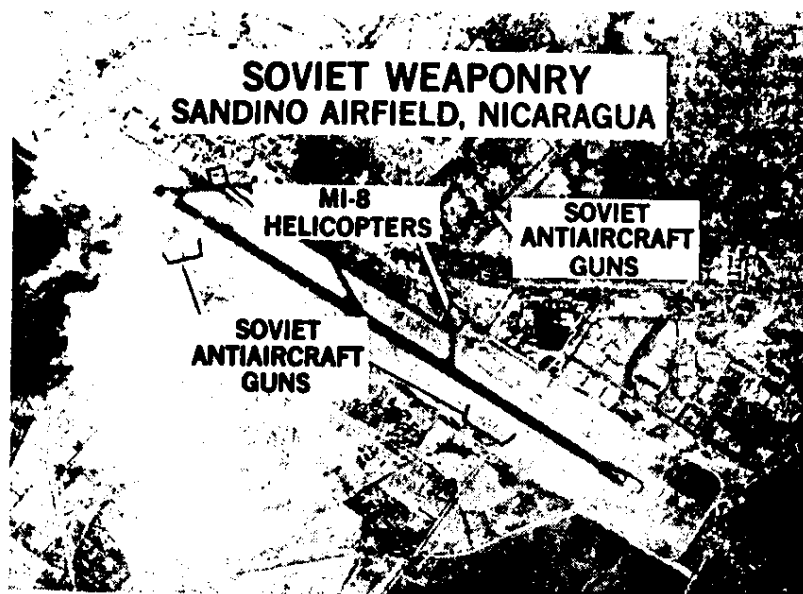 SOVIET WEAPONRY
SANDINO AIRFIELD, NICARAGUA
MI-8
HELICOPTERS
SOVIET
ANTIAIRCRAFT
GUNS
SOVIET
ANTIAIRCRAFT
GUNS